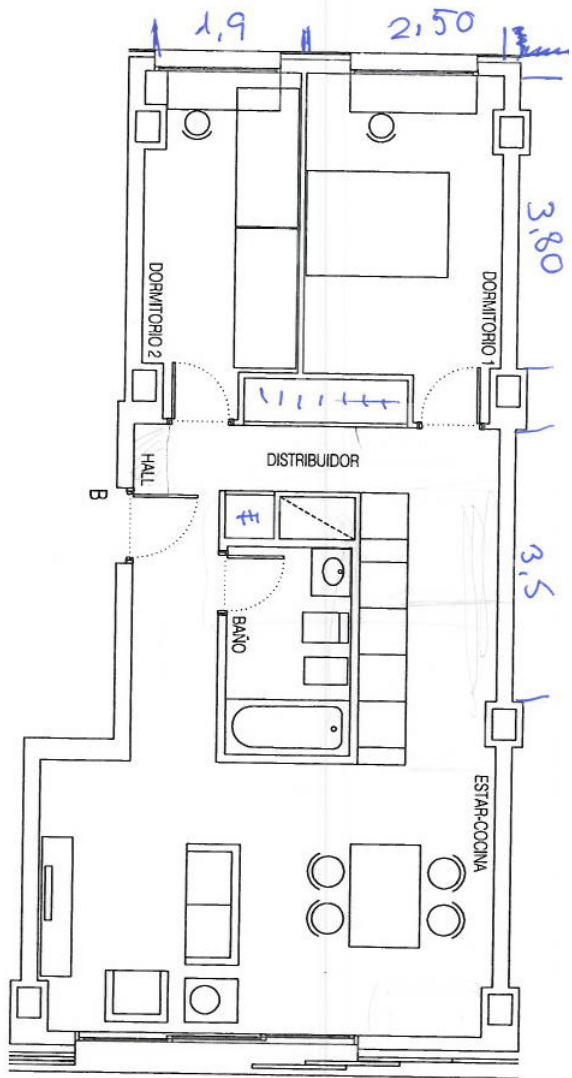 1,9
2,50
3,80
DORMITORIO 2
DORMITORIO 1
HALL
DISTRIBUIDOR
B
3,5
BAÑO
ESTAR-COCINA